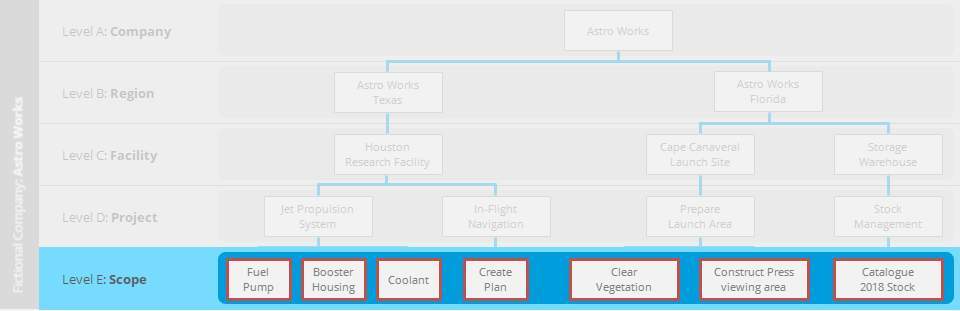 Fictional Company: Astro Works
Level A: Company
Astro Works
Level B: Region
Astro Works
Texas
Astro Works
Florida
Level C: Facility
Houston
Research Facility
Cape Canaveral
Launch Site
Storage
Warehouse
Level D: Project
Jet Propulsion
System
In-Flight
Navigation
Prepare
Launch Area
Stock
Management
Level E: Scope
Fuel
Pump
Booster
Housing
Coolant
Create
Plan
Clear
Vegetation
Construct Press
viewing area
Catalogue
2018 Stock